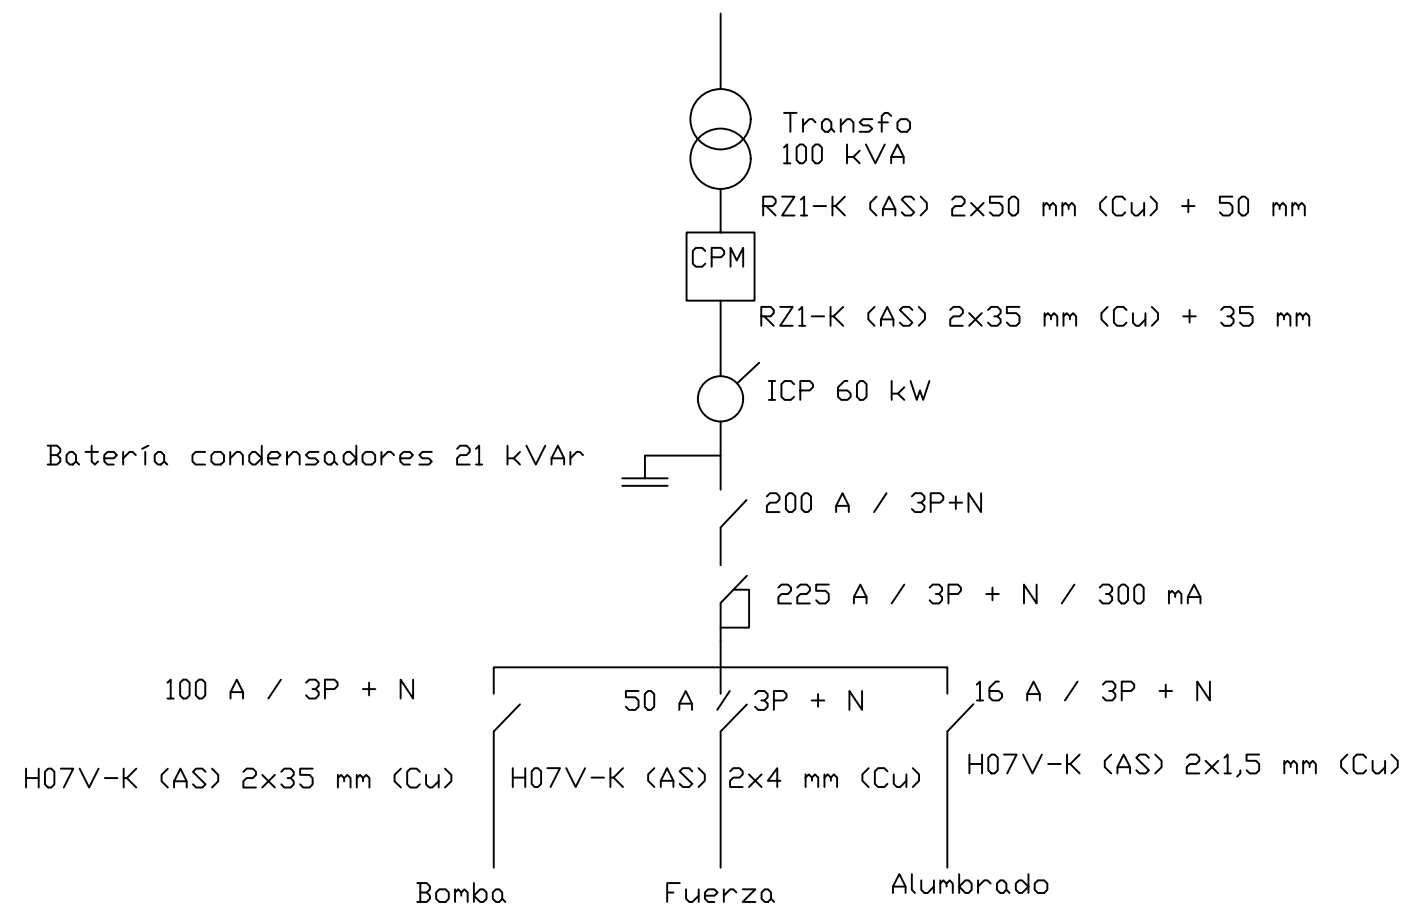 Transfo
100 kVA
RZ1-K (AS) 2x50 mm (Cu) + 50 mm
CPM
RZ1-K (AS) 2x35 mm (Cu) + 35 mm
ICP 60 kW
Batería condensadores 21 kVAr
200 A / 3P+N
225 A / 3P + N / 300 mA
100 A / 3P + N
50 A / 3P + N
16 A / 3P + N
H07V-K (AS) 2x35 mm (Cu)
H07V-K (AS) 2x4 mm (Cu)
H07V-K (AS) 2x1,5 mm (Cu)
Bomba
Fuerza
Alumbrado